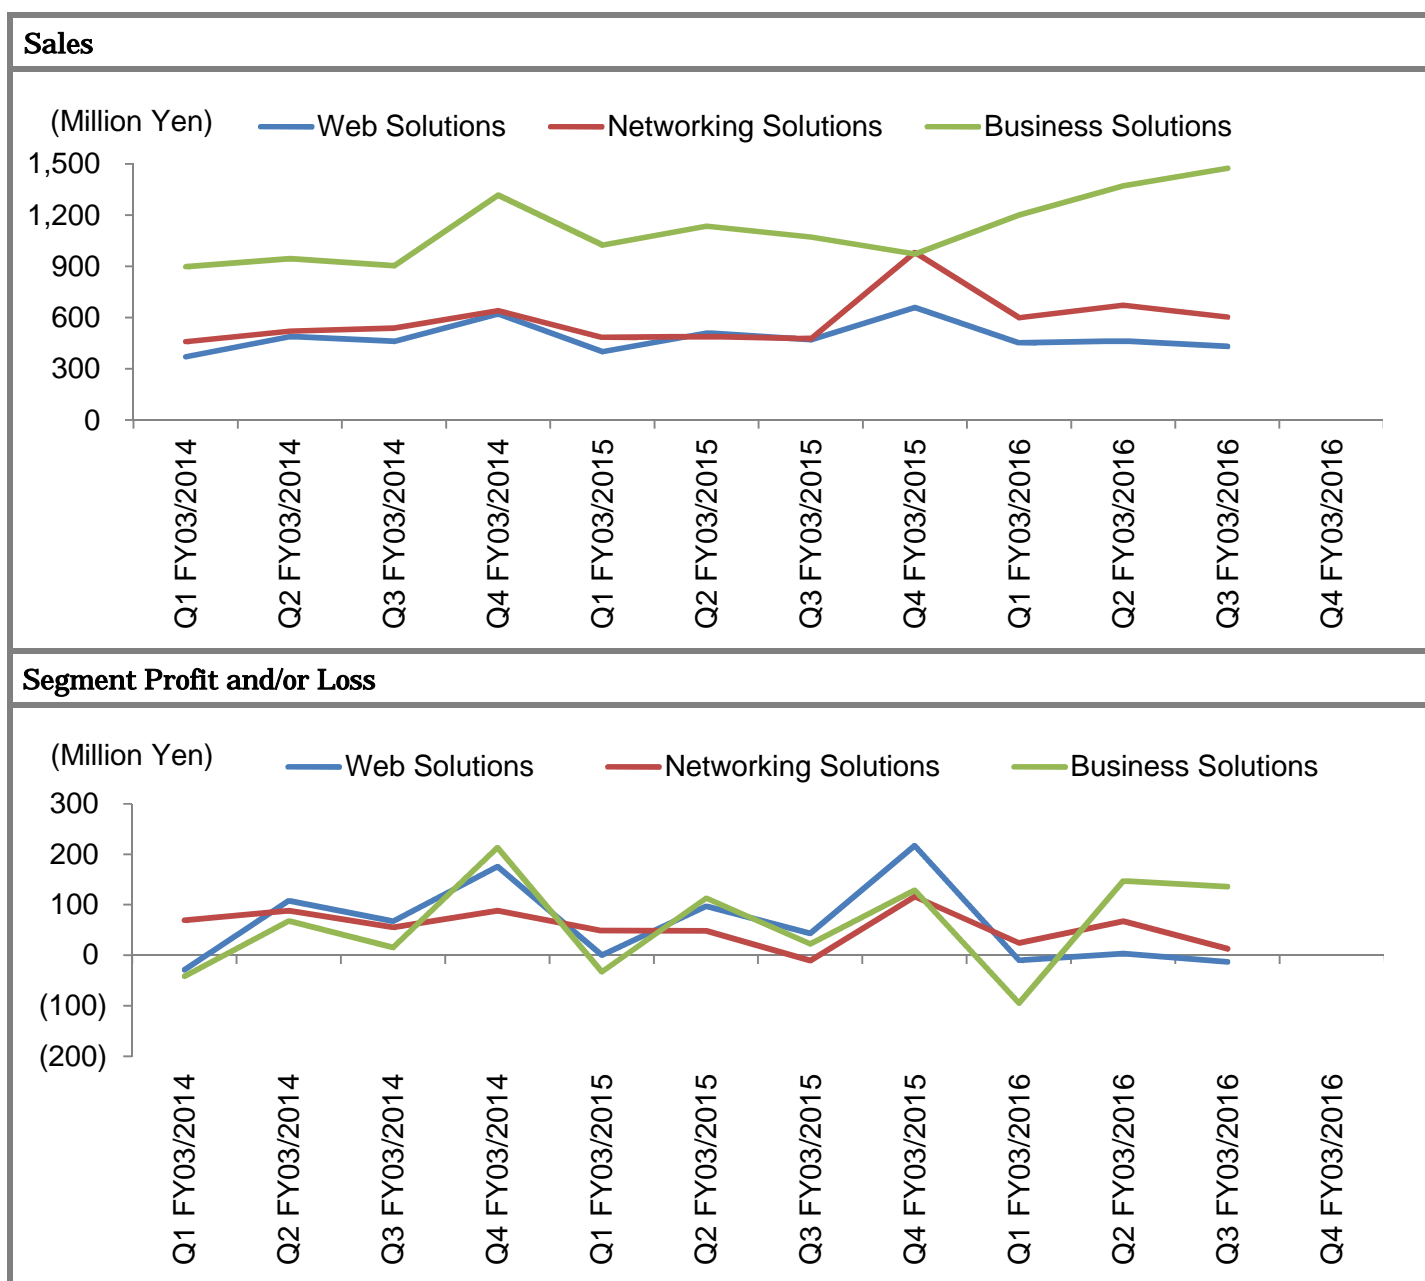 Sales
(Million Yen)
Web Solutions
Networking Solutions
Business Solutions
1,500
1,200
900
600
300
0
Q1 FY03/2014
Q2 FY03/2014
Q3 FY03/2014
Q4 FY03/2014
Q1 FY03/2015
Q2 FY03/2015
Q3 FY03/2015
Q4 FY03/2015
Q1 FY03/2016
Q2 FY03/2016
Q3 FY03/2016
Q4 FY03/2016
Segment Profit and/or Loss
(Million Yen)
Web Solutions
Networking Solutions
Business Solutions
300
200
100
0
(100)
(200)
Q1 FY03/2014
Q2 FY03/2014
Q3 FY03/2014
Q4 FY03/2014
Q1 FY03/2015
Q2 FY03/2015
Q3 FY03/2015
Q4 FY03/2015
Q1 FY03/2016
Q2 FY03/2016
Q3 FY03/2016
Q4 FY03/2016